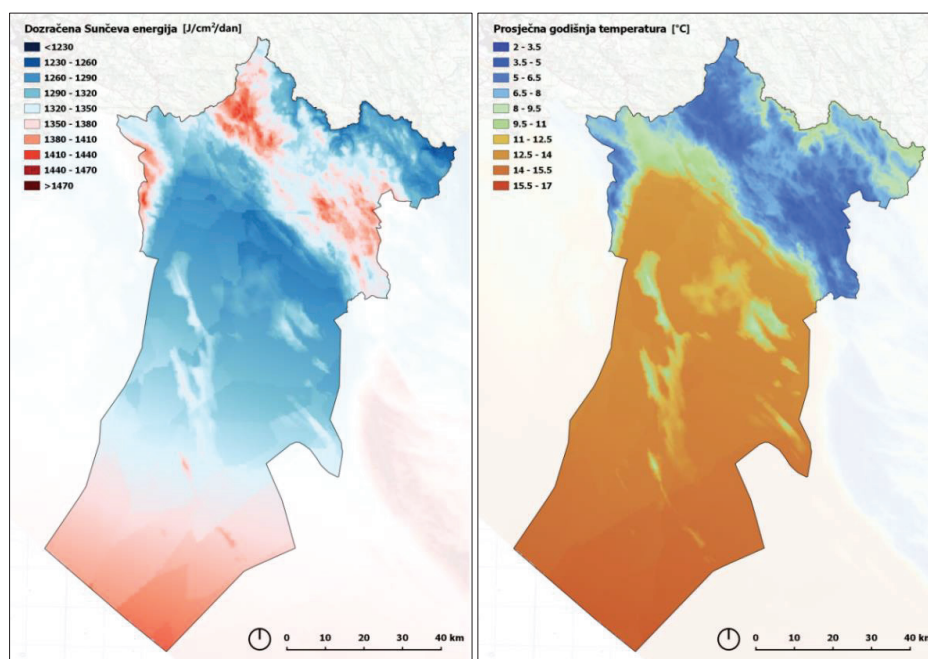 Dozračena Sunčeva energija [J/cm²/dan]
<1230
1230 - 1260
1260 - 1290
1290 - 1320
1320 - 1350
1350 - 1380
1380 - 1410
1410 - 1440
1440 - 1470
>1470
0 10 20 30 40 km
Prosječna godišnja temperatura [°C]
2 - 3.5
3.5 - 5
5 - 6.5
6.5 - 8
8 - 9.5
9.5 - 11
11 - 12.5
12.5 - 14
14 - 15.5
15.5 - 17
0 10 20 30 40 km